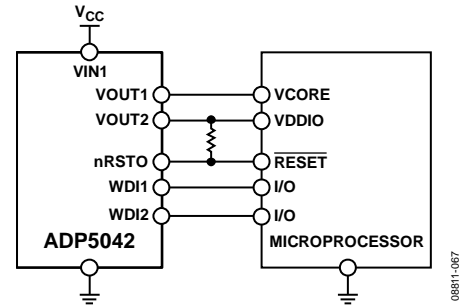 VCC
VIN1
VOUT1
VOUT2
nRSTO
WDI1
WDI2
ADP5042
VCORE
VDDIO
RESET
I/O
I/O
MICROPROCESSOR
08811-067